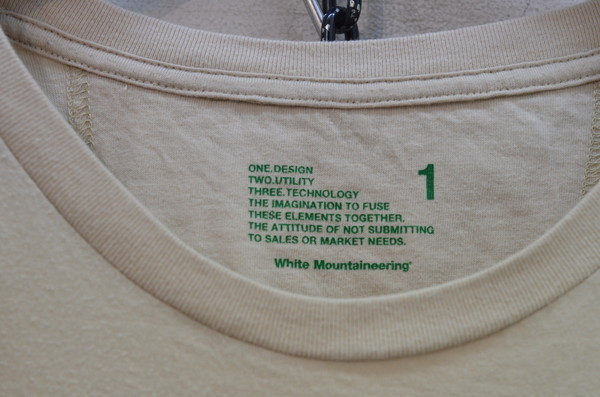 ONE.DESIGN
TWO.UTILITY
THREE.TECHNOLOGY
THE IMAGINATION TO FUSE
THESE ELEMENTS TOGETHER.
THE ATTITUDE OF NOT SUBMITTING
TO SALES OR MARKET NEEDS.
1
White Mountaineering®